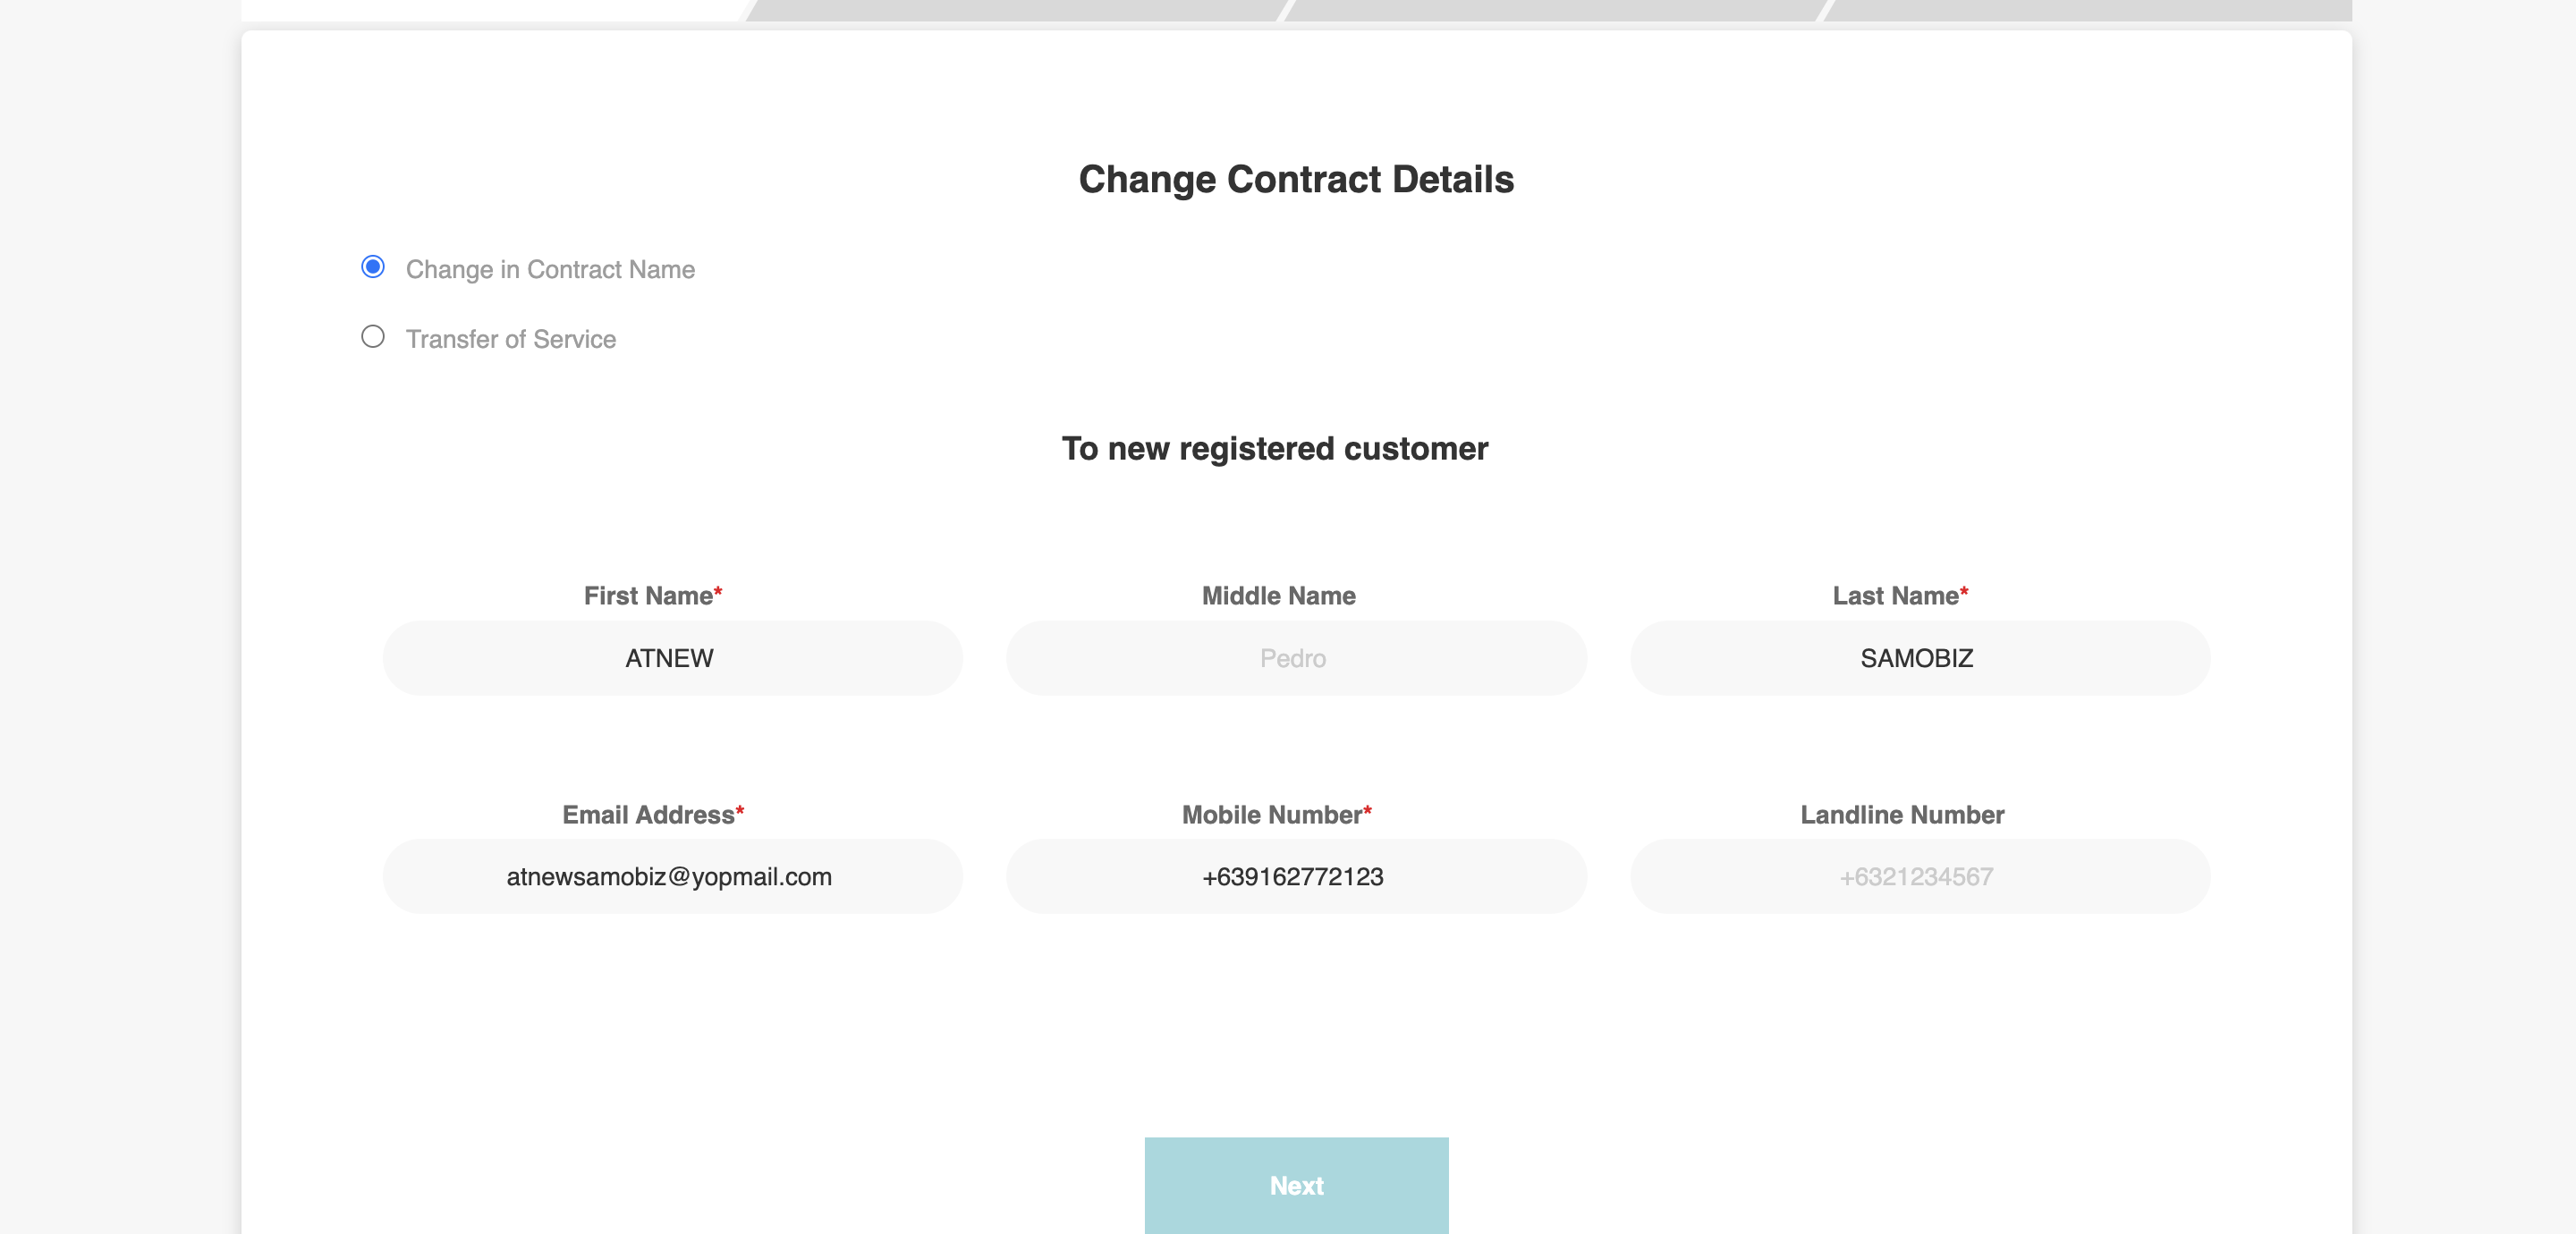 Change Contract Details
Change in Contract Name
Transfer of Service
To new registered customer
First Name* Middle Name Last Name*
ATNEW Pedro SAMOBIZ
Email Address* Mobile Number* Landline Number
atnewsamobiz@yopmail.com +639162772123 +6321234567
Next